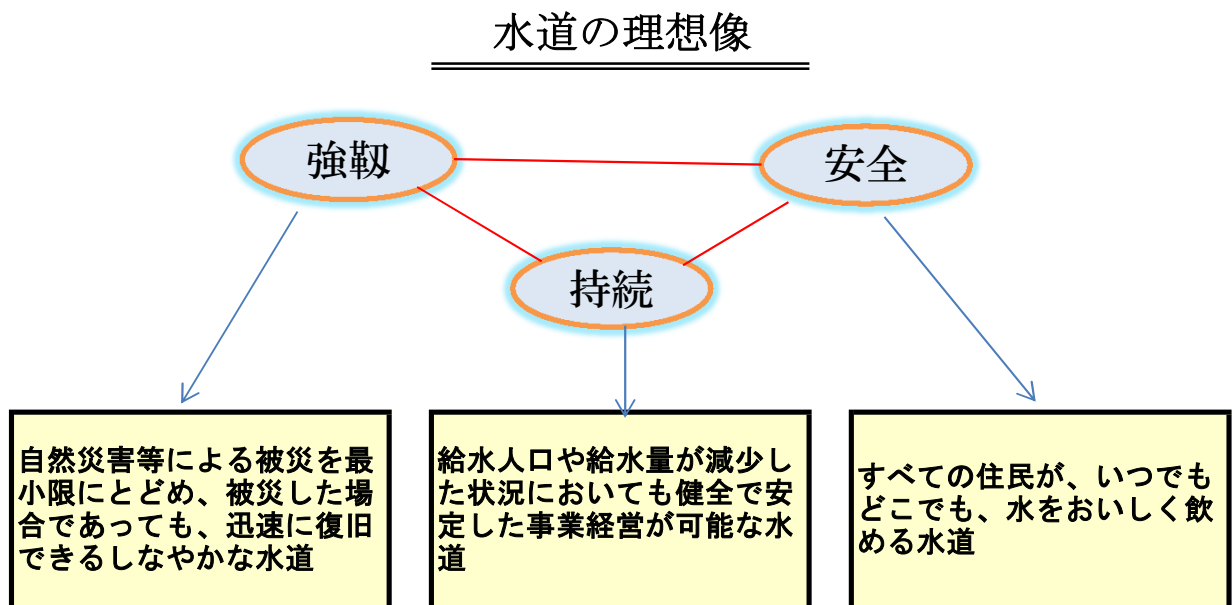 水道の理想像
強靱
安全
持続
自然災害等による被災を最
小限にとどめ、被災した場
合であっても、迅速に復旧
できるしなやかな水道
給水人口や給水量が減少し
た状況においても健全で安
定した事業経営が可能な水
道
すべての住民が、いつでも
どこでも、水をおいしく飲
める水道